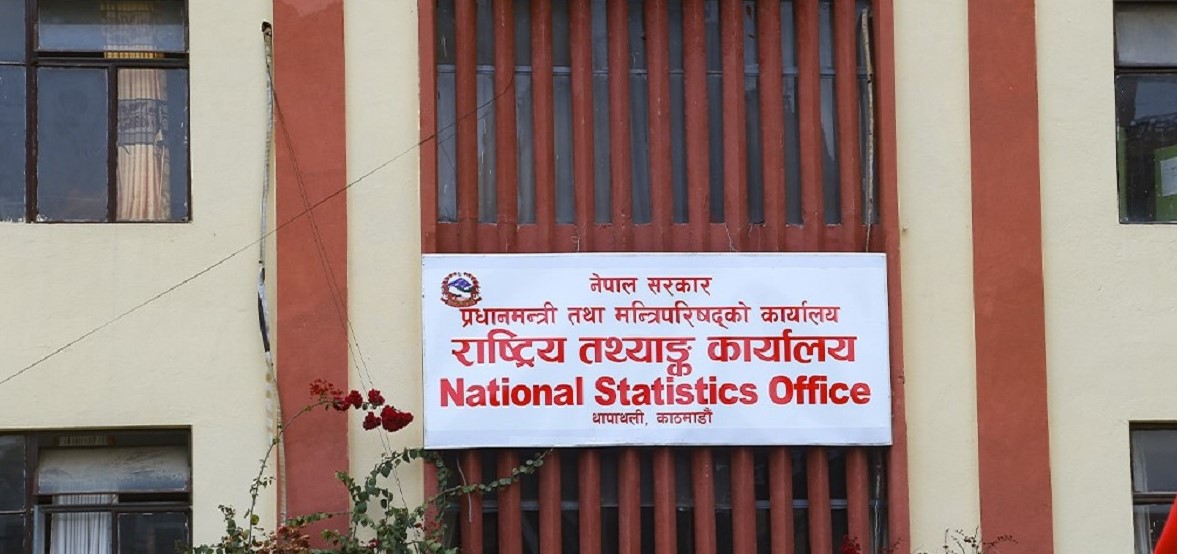 नेपाल सरकार
प्रधानमन्त्री तथा मन्त्रिपरिषद्को कार्यालय
राष्ट्रिय तथ्याङ्क कार्यालय
National Statistics Office
थापाथली, काठमाडौँ